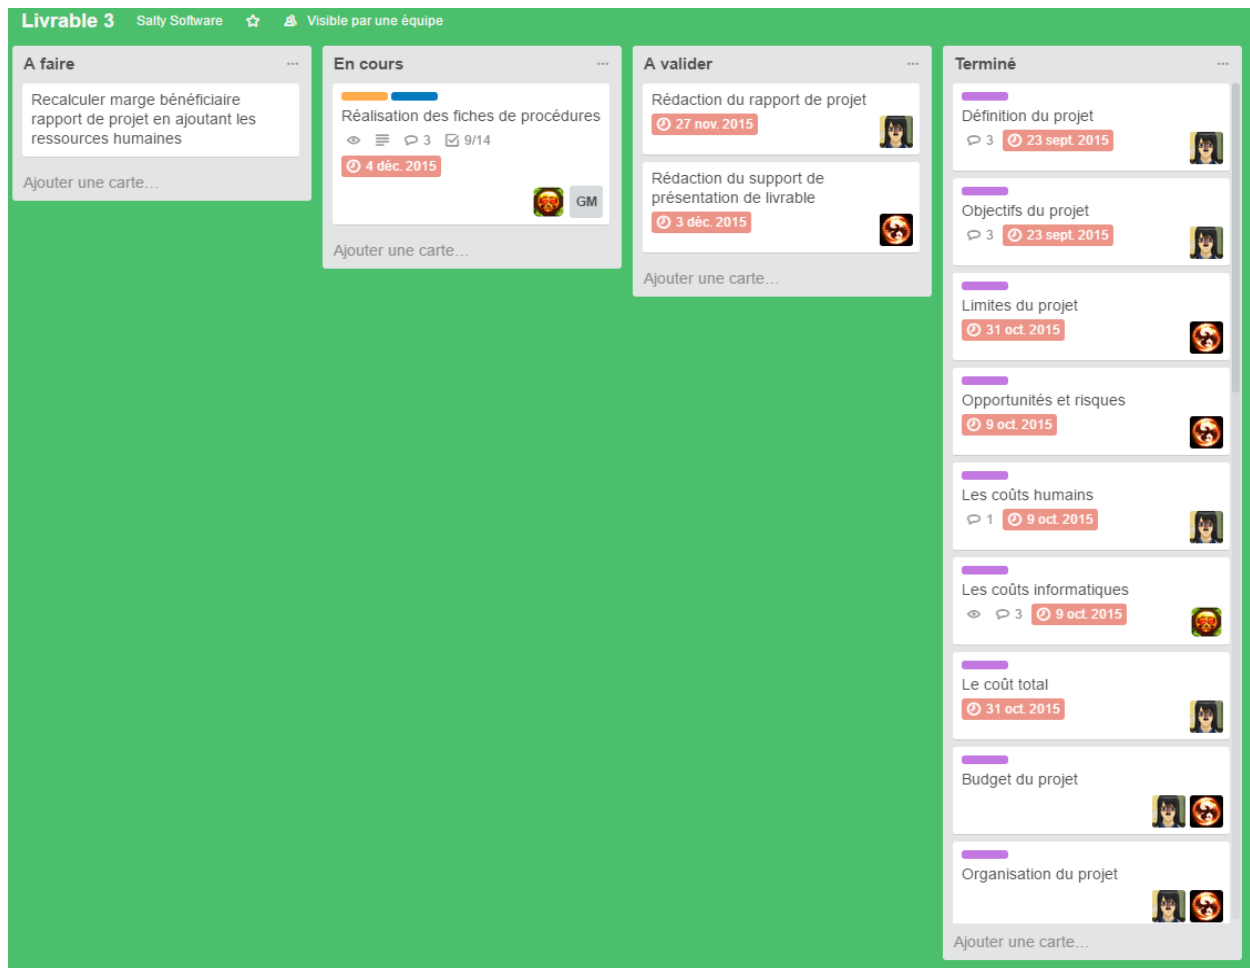 Livrable 3 Salty Software Visible par une équipe
A faire
Recalculer marge bénéficiaire
rapport de projet en ajoutant les
ressources humaines
Ajouter une carte…
En cours
Réalisation des fiches de procédures
3 9/14
4 déc. 2015
GM
Ajouter une carte…
A valider
Rédaction du rapport de projet
27 nov. 2015
Rédaction du support de
présentation de livrable
3 déc. 2015
Ajouter une carte…
Terminé
Définition du projet
3 23 sept. 2015
Objectifs du projet
3 23 sept. 2015
Limites du projet
31 oct. 2015
Opportunités et risques
9 oct. 2015
Les coûts humains
1 9 oct. 2015
Les coûts informatiques
3 9 oct. 2015
Le coût total
31 oct. 2015
Budget du projet
Organisation du projet
Ajouter une carte…